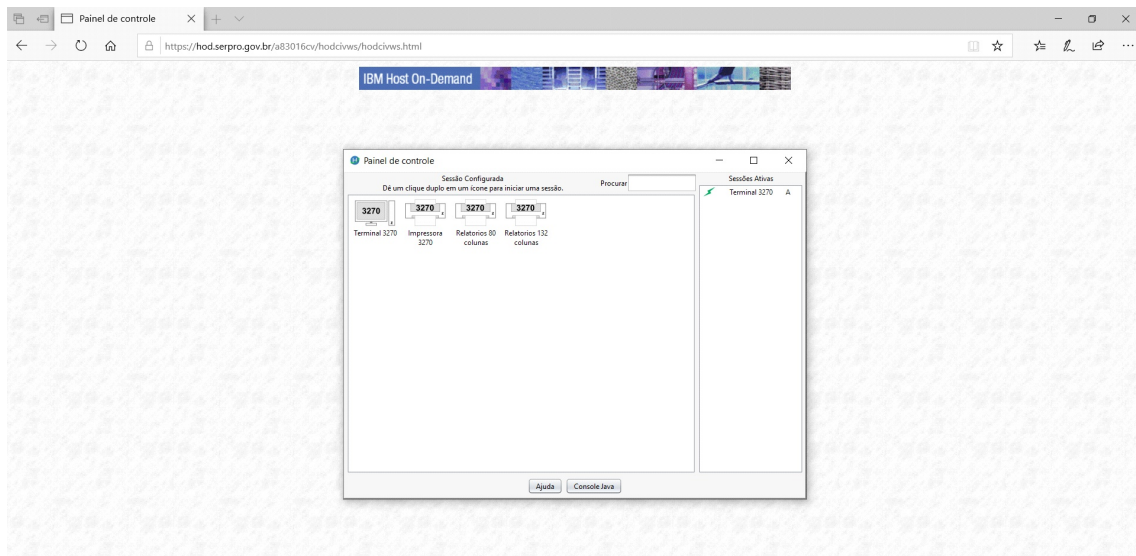 Painel de controle
https://hod.serpro.gov.br/a83016cv/hodcivws/hodcivws.html
IBM Host On-Demand
Painel de controle
Sessão Configurada
Dê um clique duplo em um ícone para iniciar uma sessão.
Procurar
Sessões Ativas
Terminal 3270 A
3270
3270
3270
3270
Terminal 3270
Impressora
3270
Relatorios 80
colunas
Relatorios 132
colunas
Ajuda
Console Java